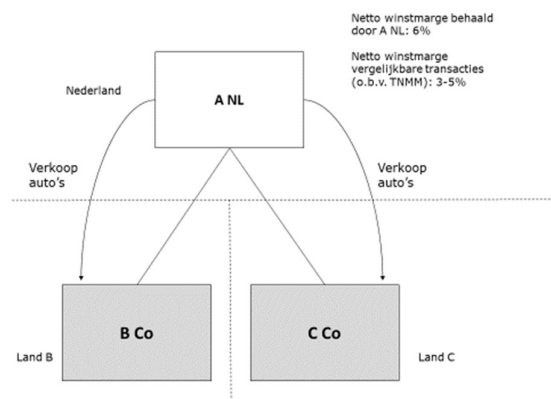 Netto winstmarge behaald
door A NL: 6%
Netto winstmarge
vergelijkbare transacties
(o.b.v. TNMM): 3-5%
Nederland
A NL
Verkoop
auto's
Verkoop
auto's
B Co
C Co
Land B
Land C